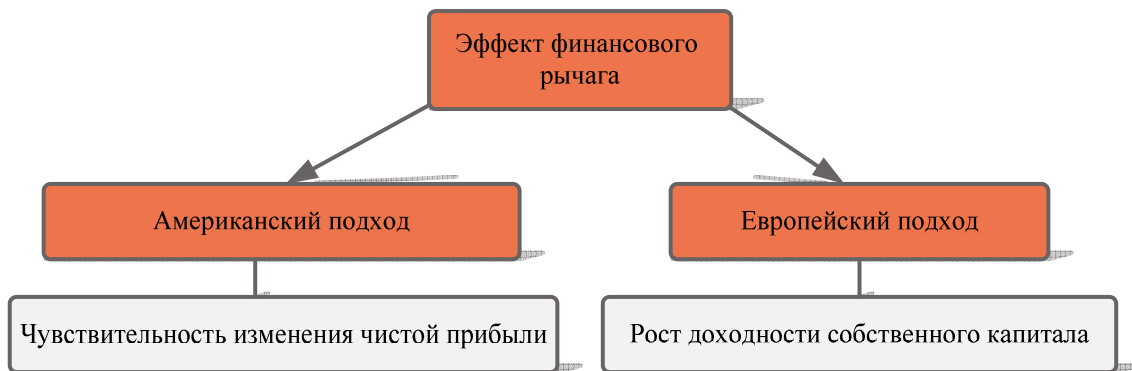 Эффект финансового
рычага
Американский подход
Европейский подход
Чувствительность изменения чистой прибыли
Рост доходности собственного капитала